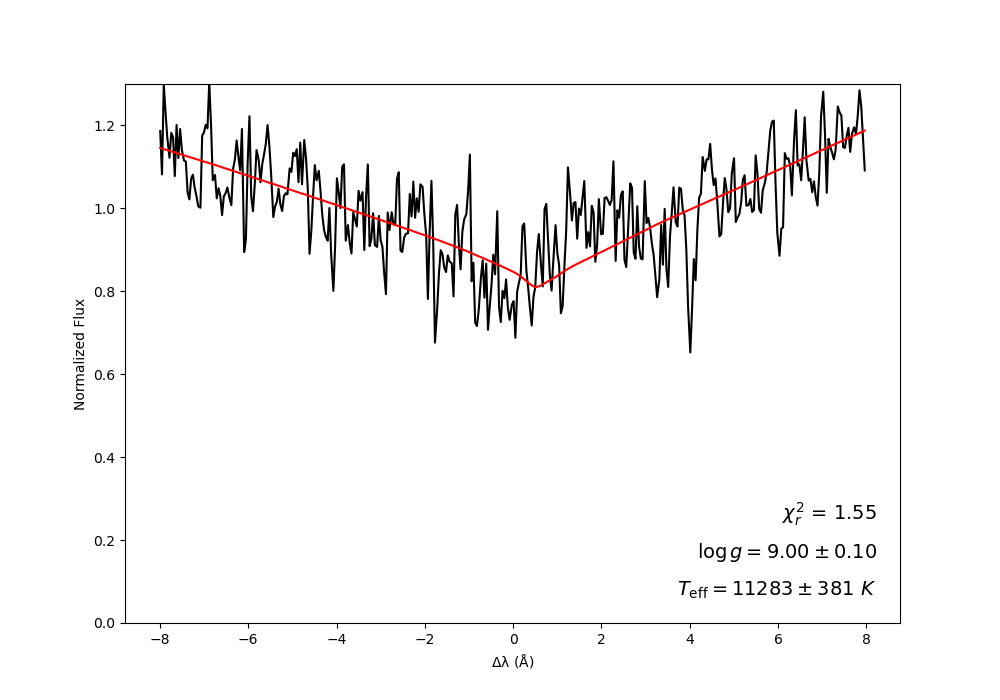 1.2
1.0
0.8
0.6
0.4
0.2
0.0
Normalized Flux
χ²ᵣ = 1.55
log g = 9.00 ± 0.10
T_eff = 11283 ± 381 K
−8 −6 −4 −2 0 2 4 6 8
Δλ (Å)